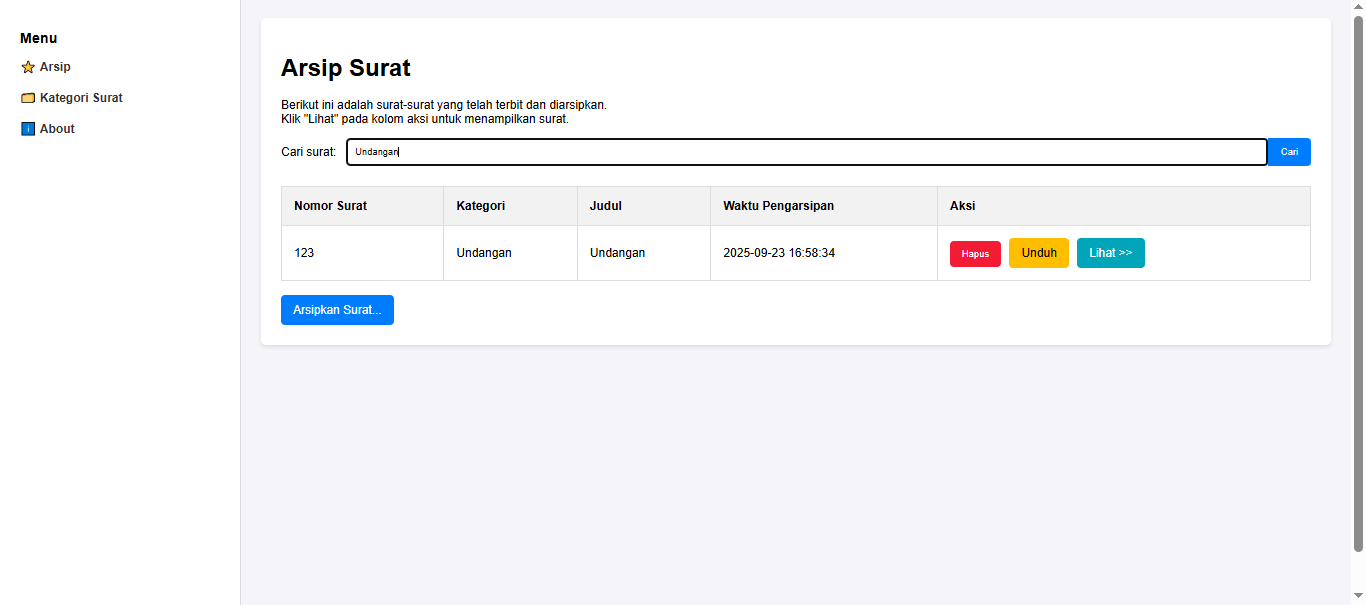 Menu
Arsip
Kategori Surat
About
Arsip Surat
Berikut ini adalah surat-surat yang telah terbit dan diarsipkan.
Klik "Lihat" pada kolom aksi untuk menampilkan surat.
Cari surat: Undangan Cari
Nomor Surat Kategori Judul Waktu Pengarsipan Aksi
123 Undangan Undangan 2025-09-23 16:58:34 Hapus Unduh Lihat >>
Arsipkan Surat...